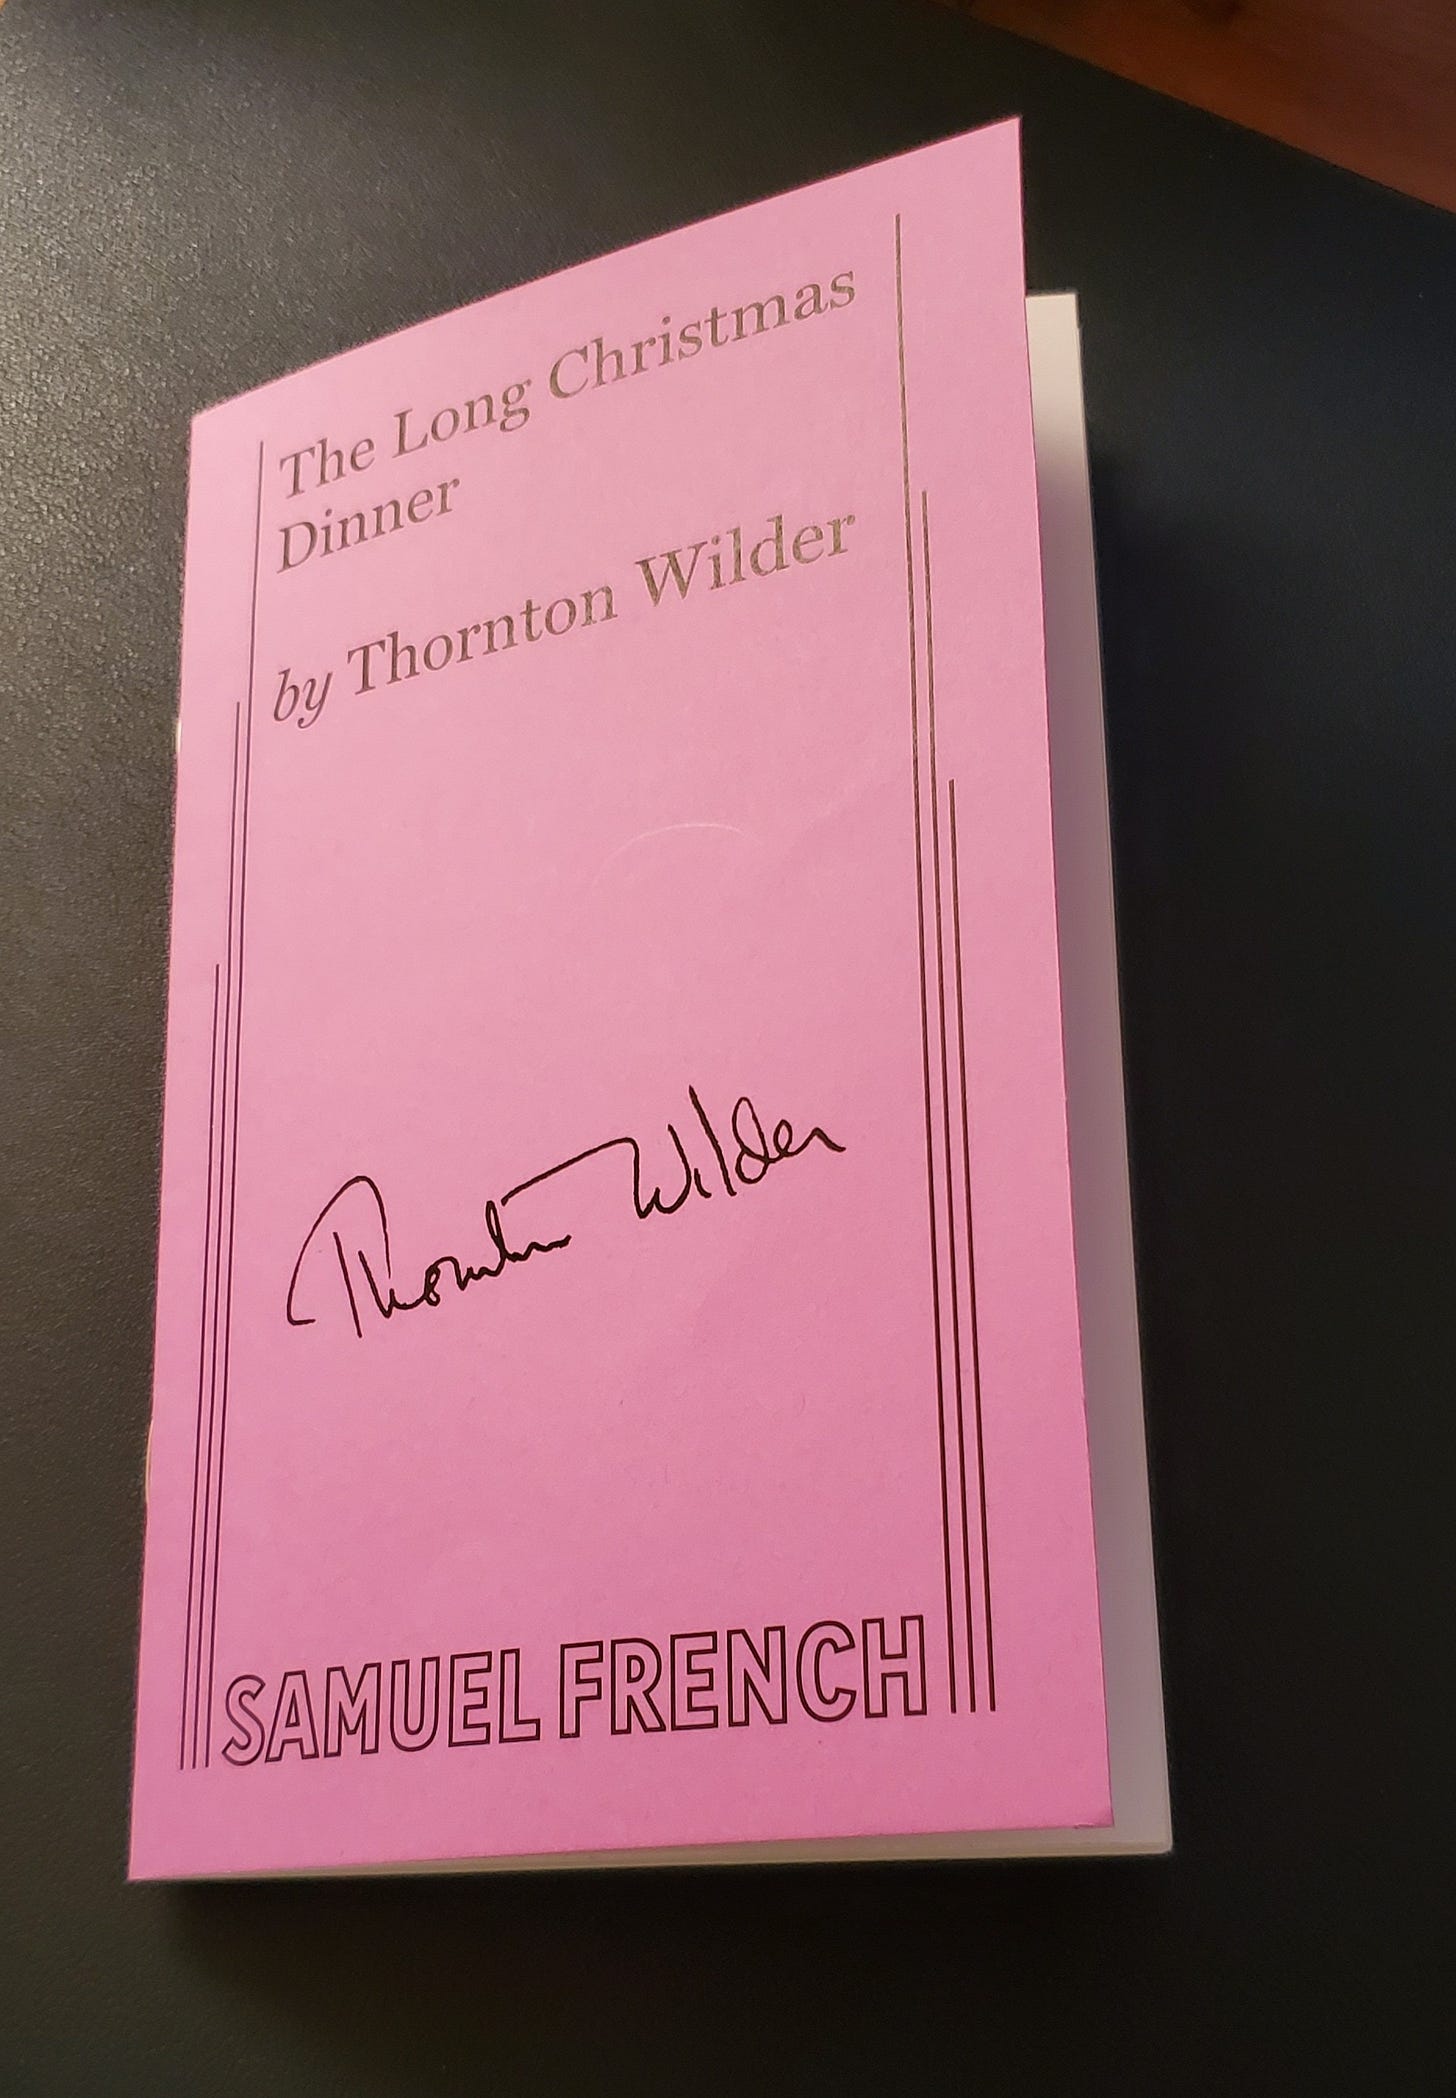 The Long Christmas
Dinner
by Thornton Wilder
Thornton Wilder
SAMUEL FRENCH